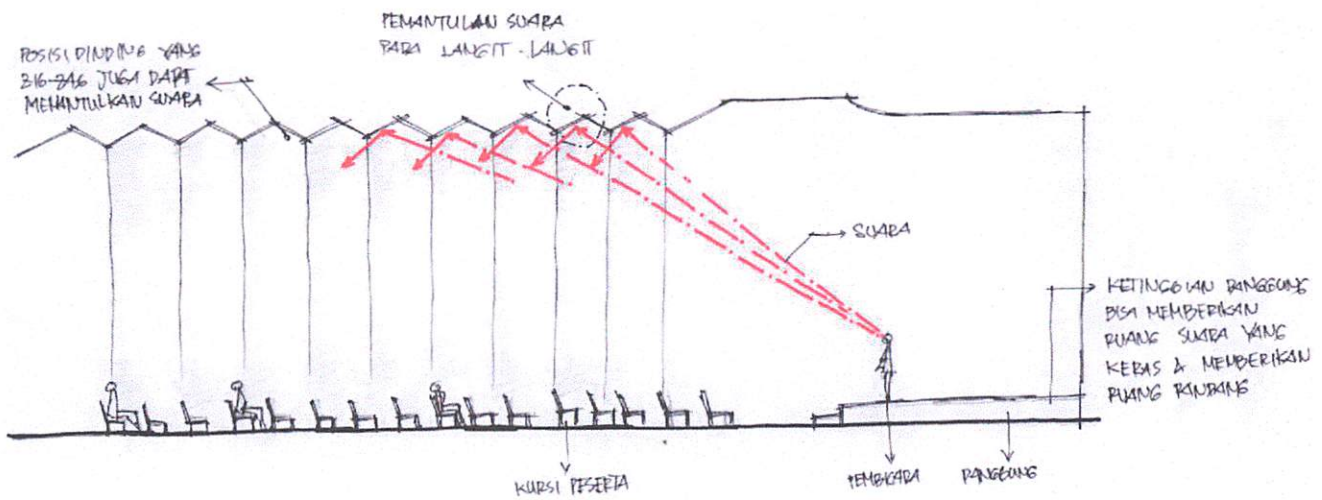 PEMANTULAN SUARA
PADA LANGIT-LANGIT
POSISI DINDING YANG
ZIG-ZAG JUGA DAPAT
MEMANTULKAN SUARA
SUARA
KETINGGIAN PANGGUNG
BISA MEMBERIKAN
RUANG SUARA YANG
KERAS & MEMBERIKAN
RUANG PANDANG
KURSI PESERTA
PEMBICARA
PANGGUNG